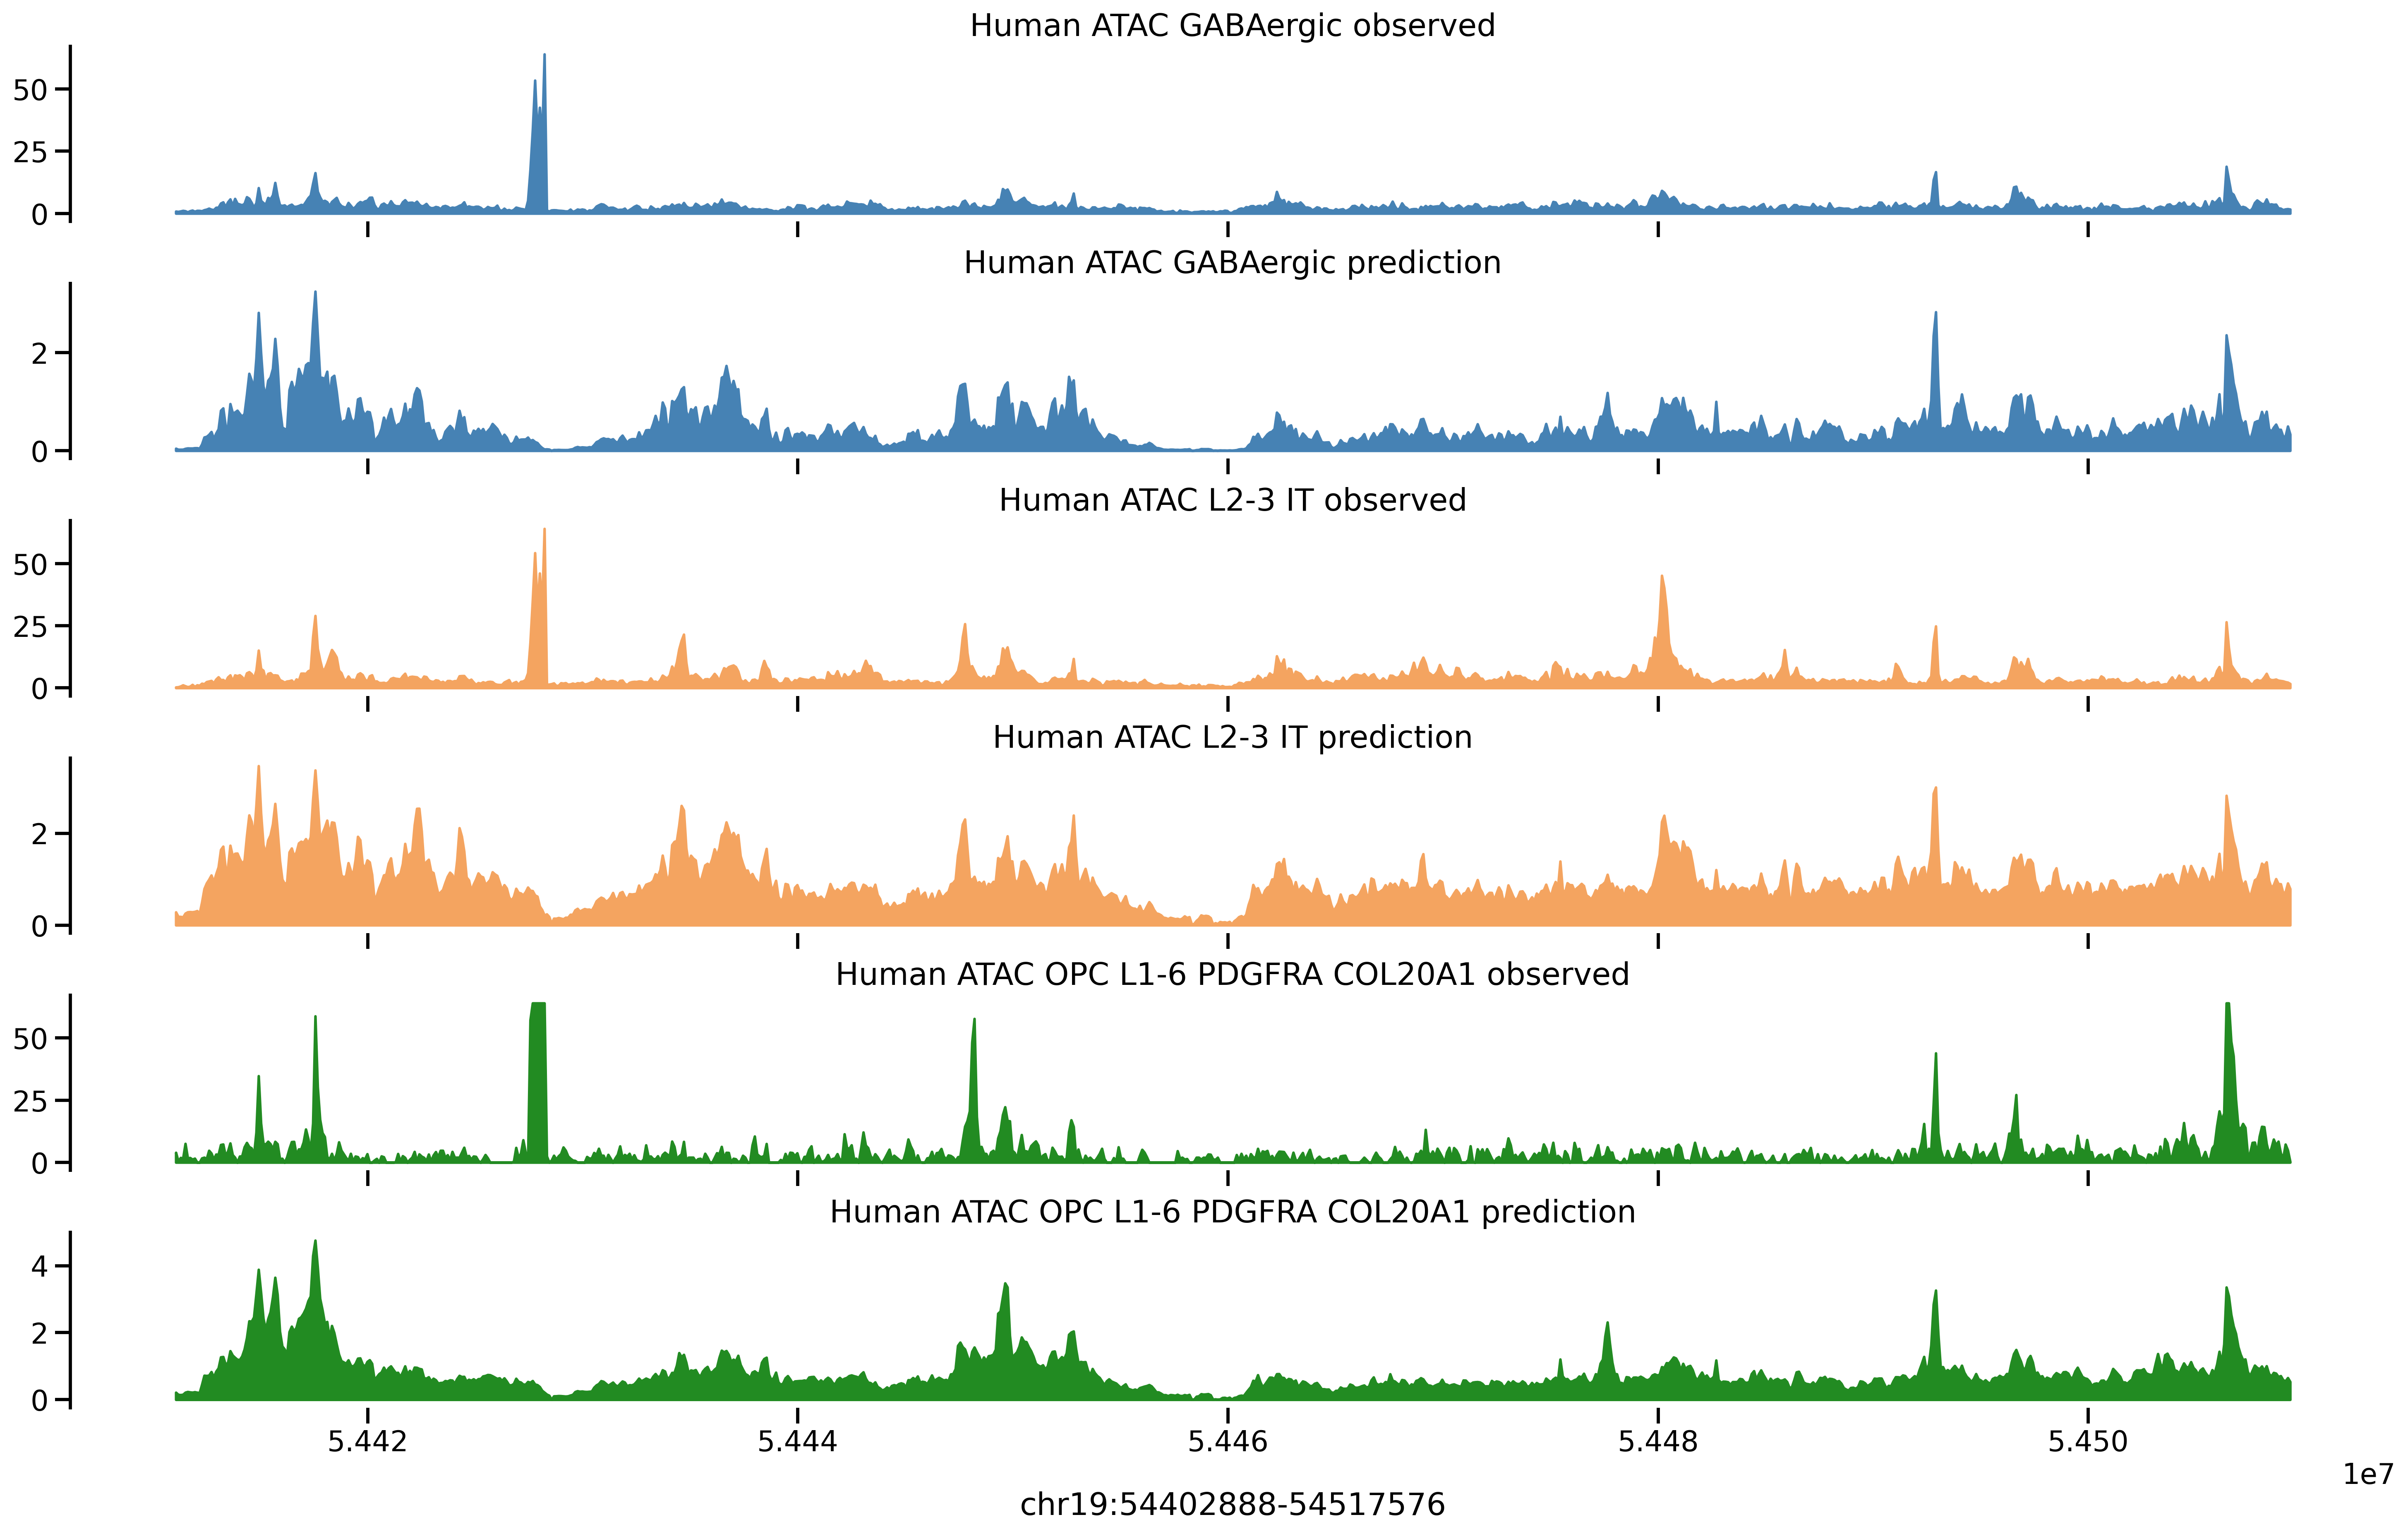 Human ATAC GABAergic observed
50
25
0
Human ATAC GABAergic prediction
2
0
Human ATAC L2-3 IT observed
50
25
0
Human ATAC L2-3 IT prediction
2
0
Human ATAC OPC L1-6 PDGFRA COL20A1 observed
50
25
0
Human ATAC OPC L1-6 PDGFRA COL20A1 prediction
4
2
0
5.442 5.444 5.446 5.448 5.450
1e7
chr19:54402888-54517576